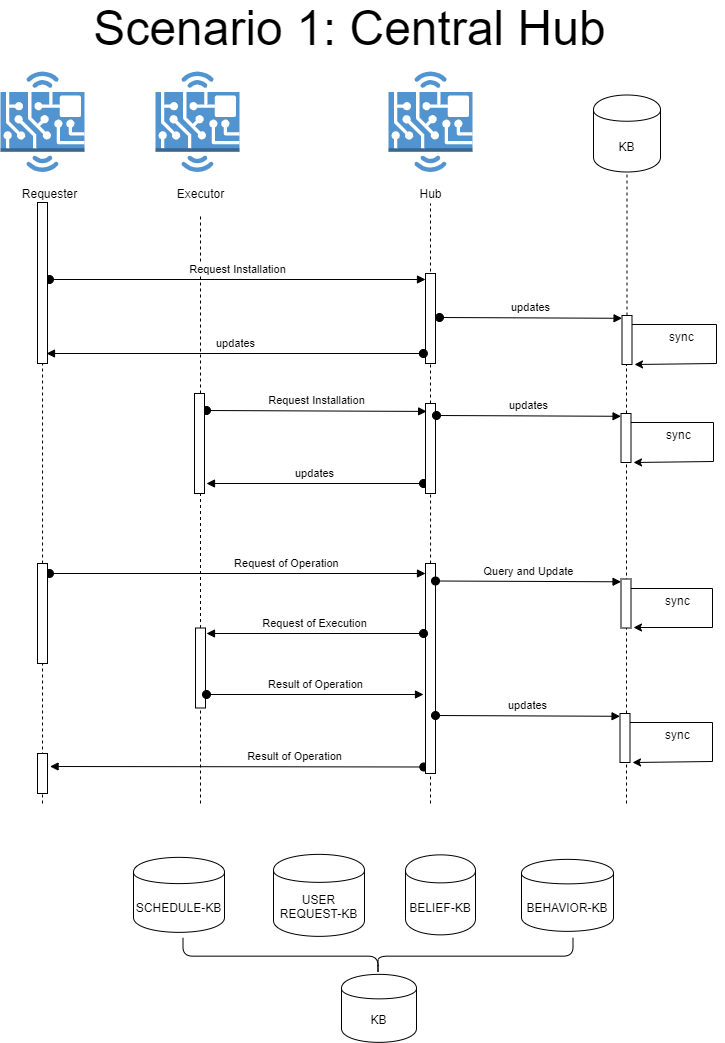 Scenario 1: Central Hub
KB
Requester
Executor
Hub
Request Installation
updates
sync
updates
Request Installation
updates
sync
updates
Request of Operation
Query and Update
sync
Request of Execution
Result of Operation
updates
sync
Result of Operation
SCHEDULE-KB
USER
REQUEST-KB
BELIEF-KB
BEHAVIOR-KB
KB